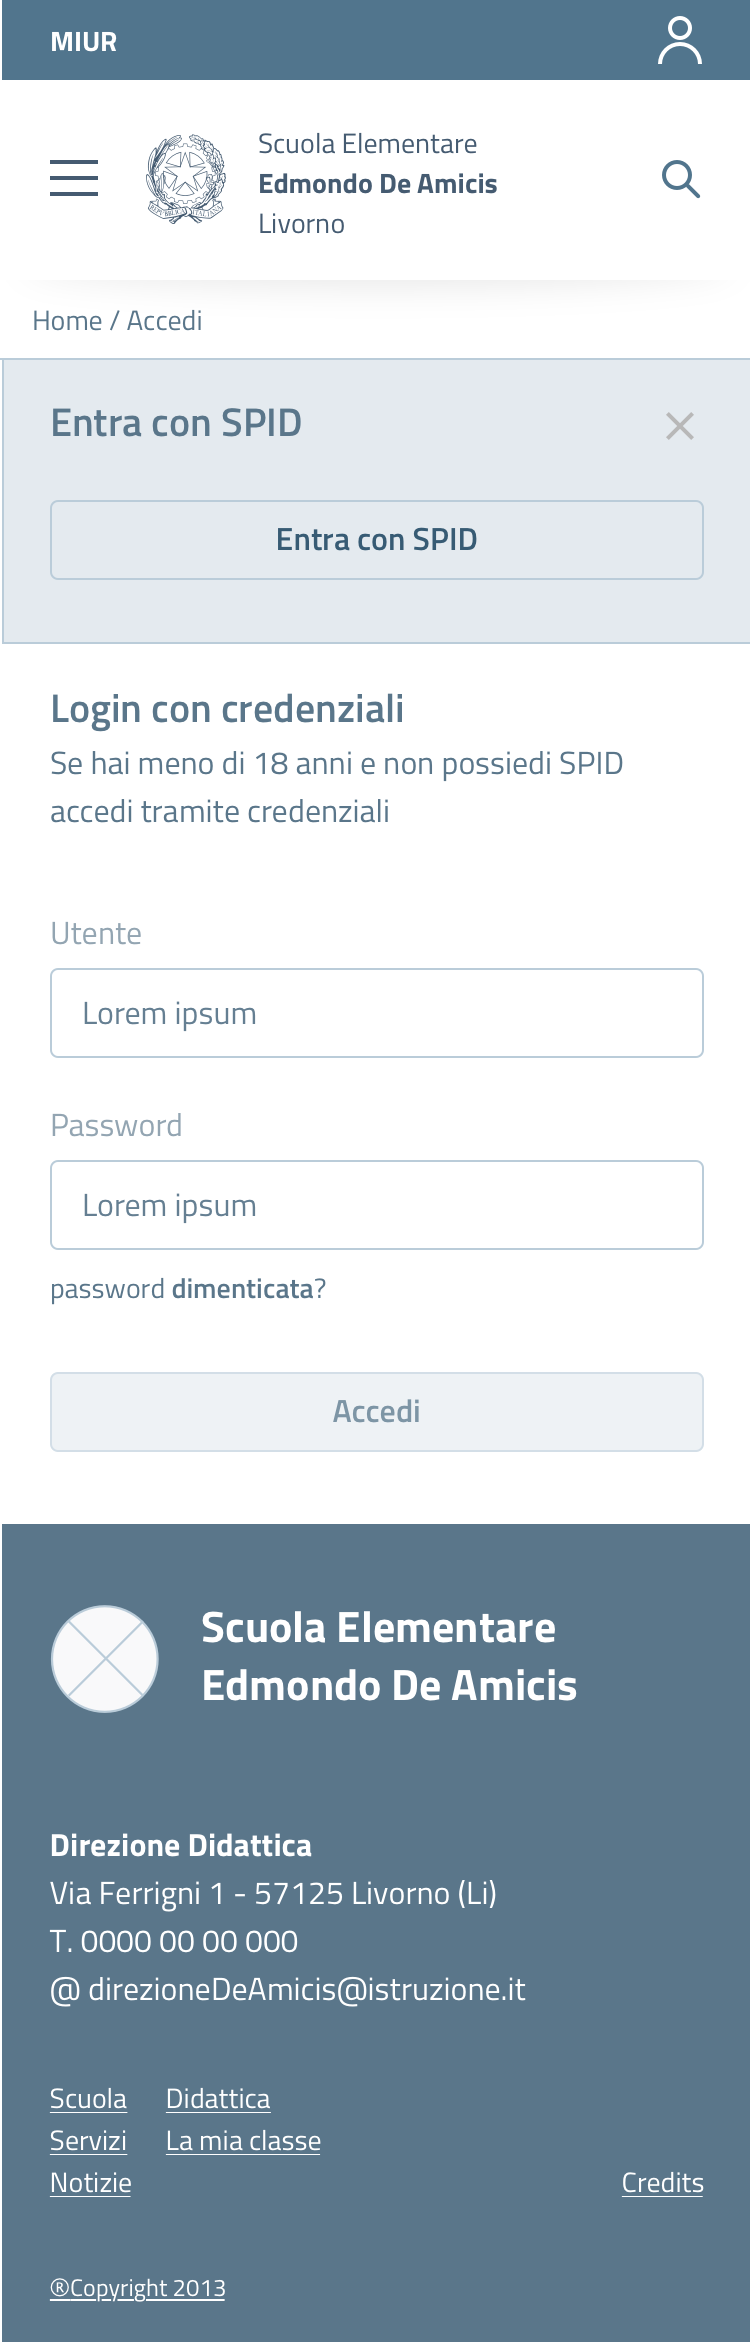 MIUR
Scuola Elementare
Edmondo De Amicis
Livorno
REPVBBLICA ITALIANA
Home / Accedi
Entra con SPID
Entra con SPID
Login con credenziali
Se hai meno di 18 anni e non possiedi SPID
accedi tramite credenziali
Utente
Lorem ipsum
Password
Lorem ipsum
password dimenticata?
Accedi
Scuola Elementare
Edmondo De Amicis
Direzione Didattica
Via Ferrigni 1 - 57125 Livorno (Li)
T. 0000 00 00 000
@ direzioneDeAmicis@istruzione.it
Scuola Didattica
Servizi La mia classe
Notizie Credits
®Copyright 2013